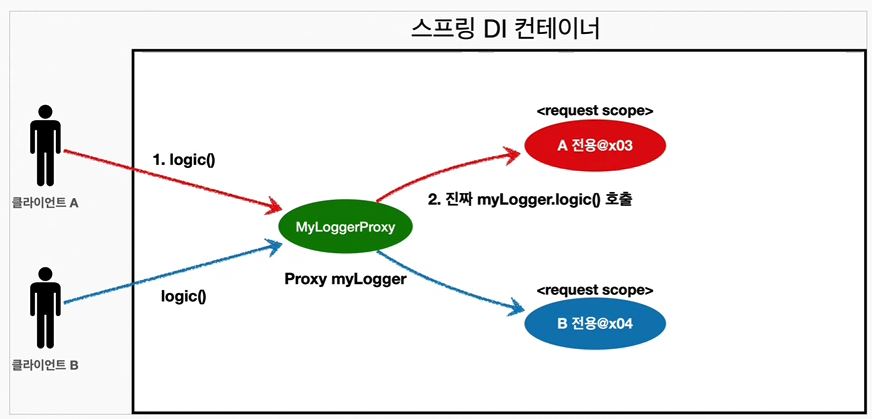 스프링 DI 컨테이너
<request scope>
A 전용@x03
1. logic()
클라이언트 A
2. 진짜 myLogger.logic() 호출
MyLoggerProxy
Proxy myLogger
logic()
<request scope>
B 전용@x04
클라이언트 B